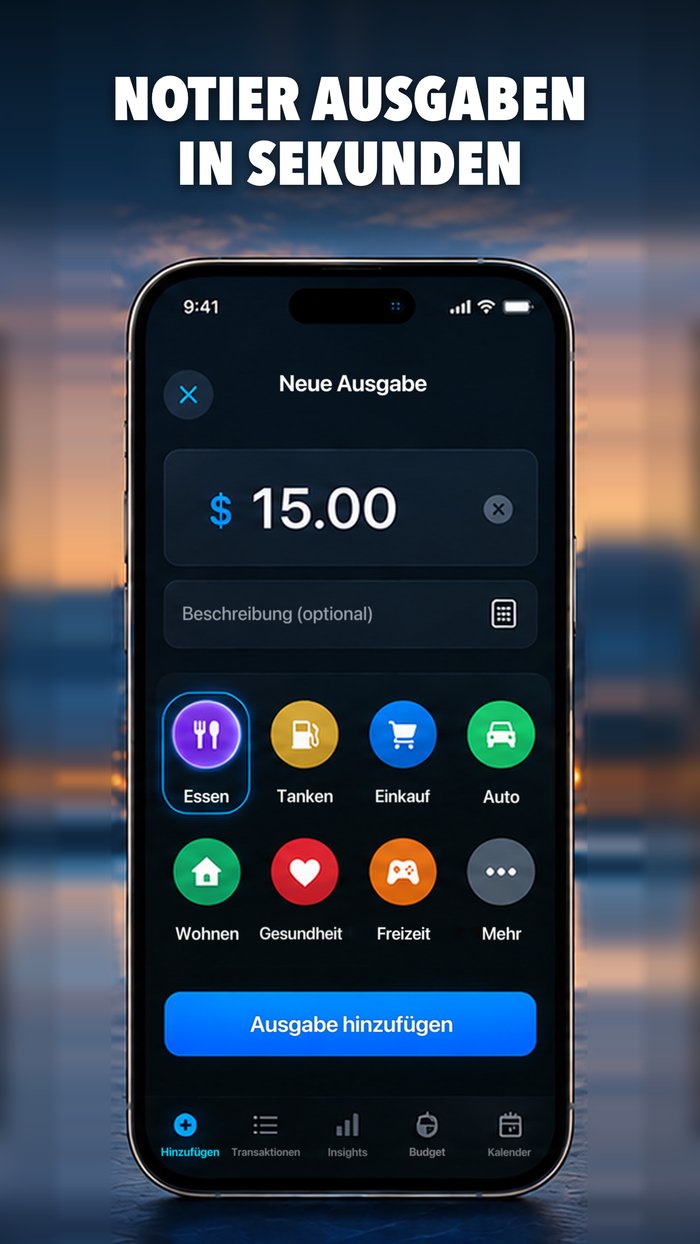 NOTIER AUSGABEN
IN SEKUNDEN
9:41
Neue Ausgabe
$ 15.00
Beschreibung (optional)
Essen Tanken Einkauf Auto
Wohnen Gesundheit Freizeit Mehr
Ausgabe hinzufügen
Hinzufügen Transaktionen Insights Budget Kalender